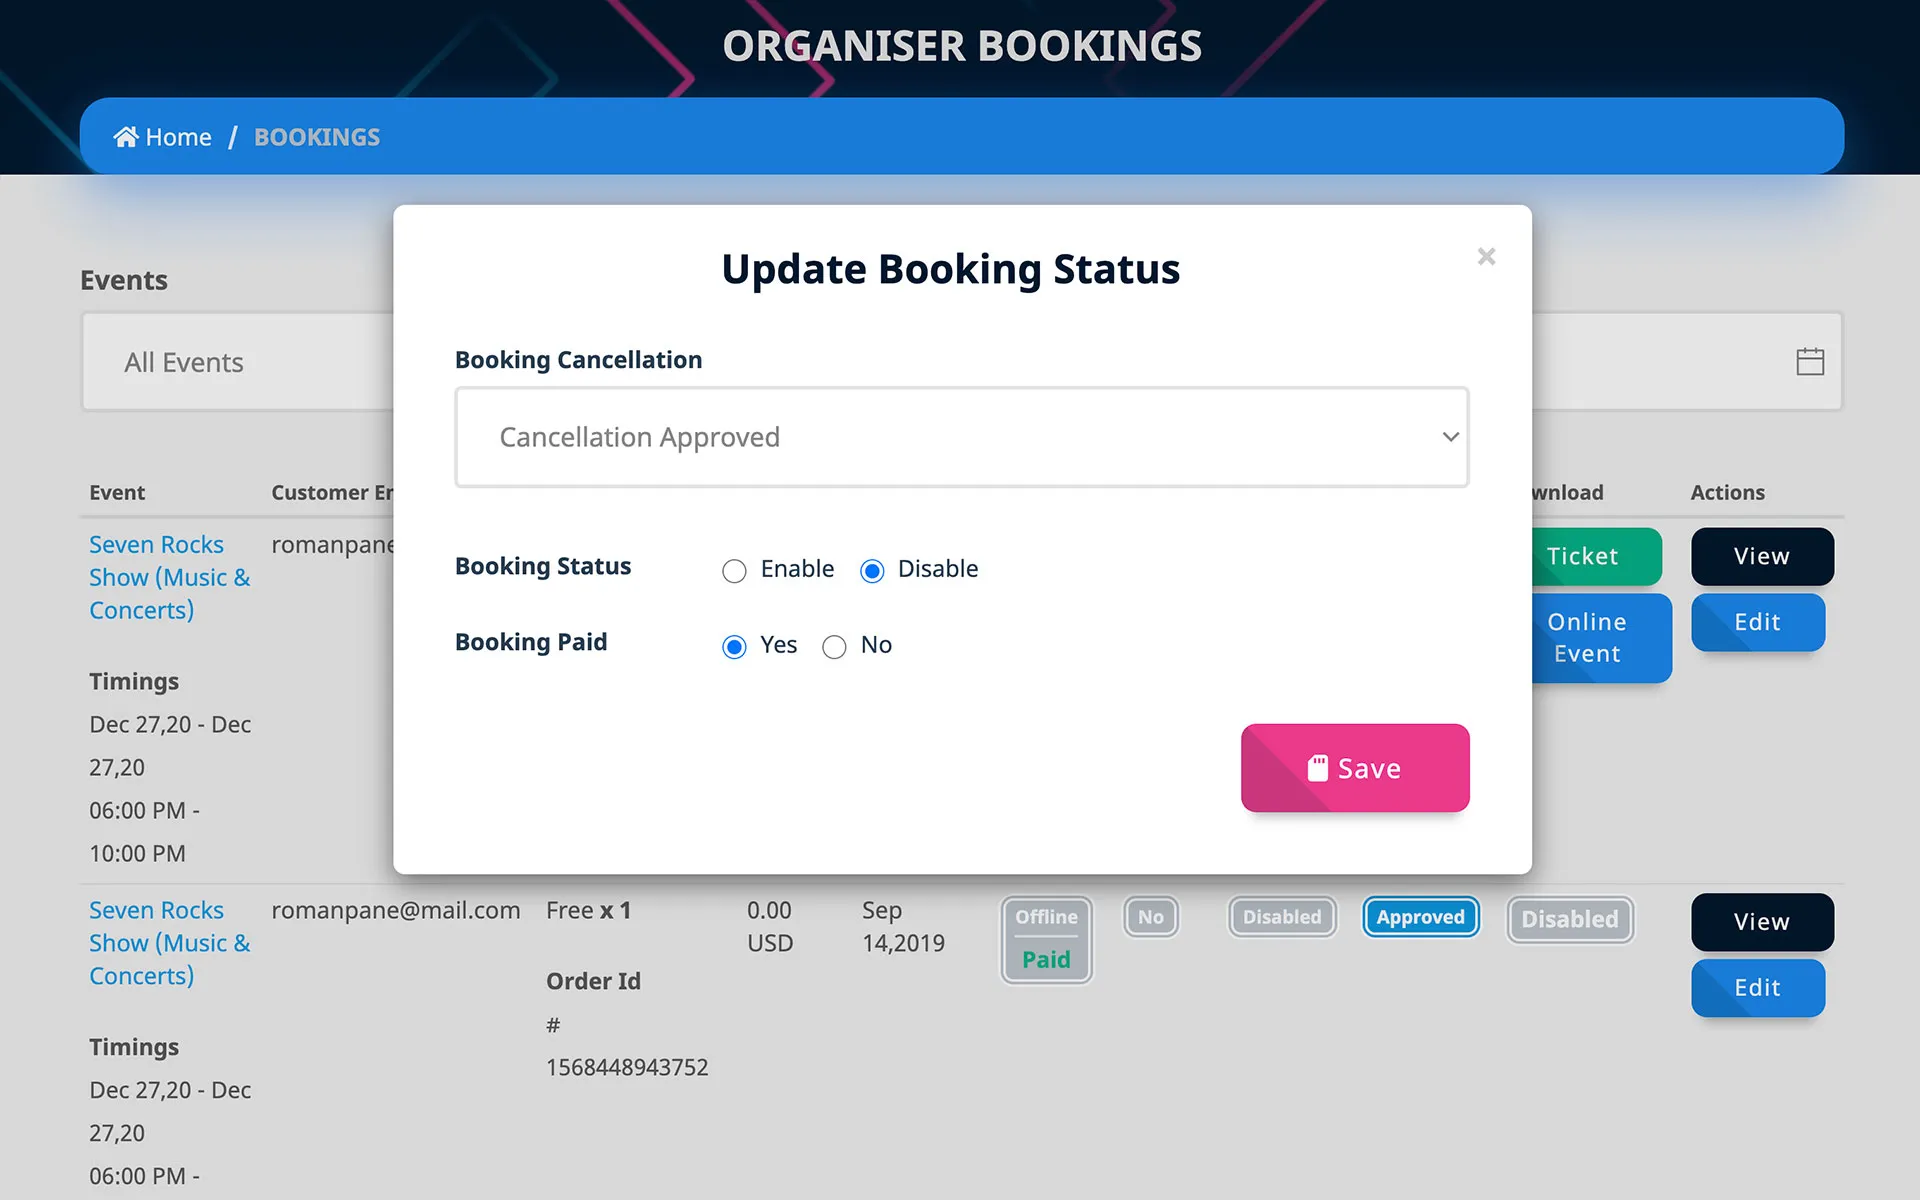 ORGANISER BOOKINGS
Home / BOOKINGS
Update Booking Status
×
Events
All Events
Booking Cancellation
Cancellation Approved
Booking Status
Enable
Disable
Booking Paid
Yes
No
Save
Event
Customer
Actions
Seven Rocks
Show (Music &
Concerts)
Timings
Dec 27,20 - Dec
27,20
06:00 PM -
10:00 PM
Ticket
Online
Event
View
Edit
Seven Rocks
Show (Music &
Concerts)
Timings
Dec 27,20 - Dec
27,20
06:00 PM -
romanpane@mail.com
Free x 1
Order Id
#
1568448943752
0.00
USD
Sep
14,2019
Offline
Paid
No
Disabled
Approved
Disabled
View
Edit